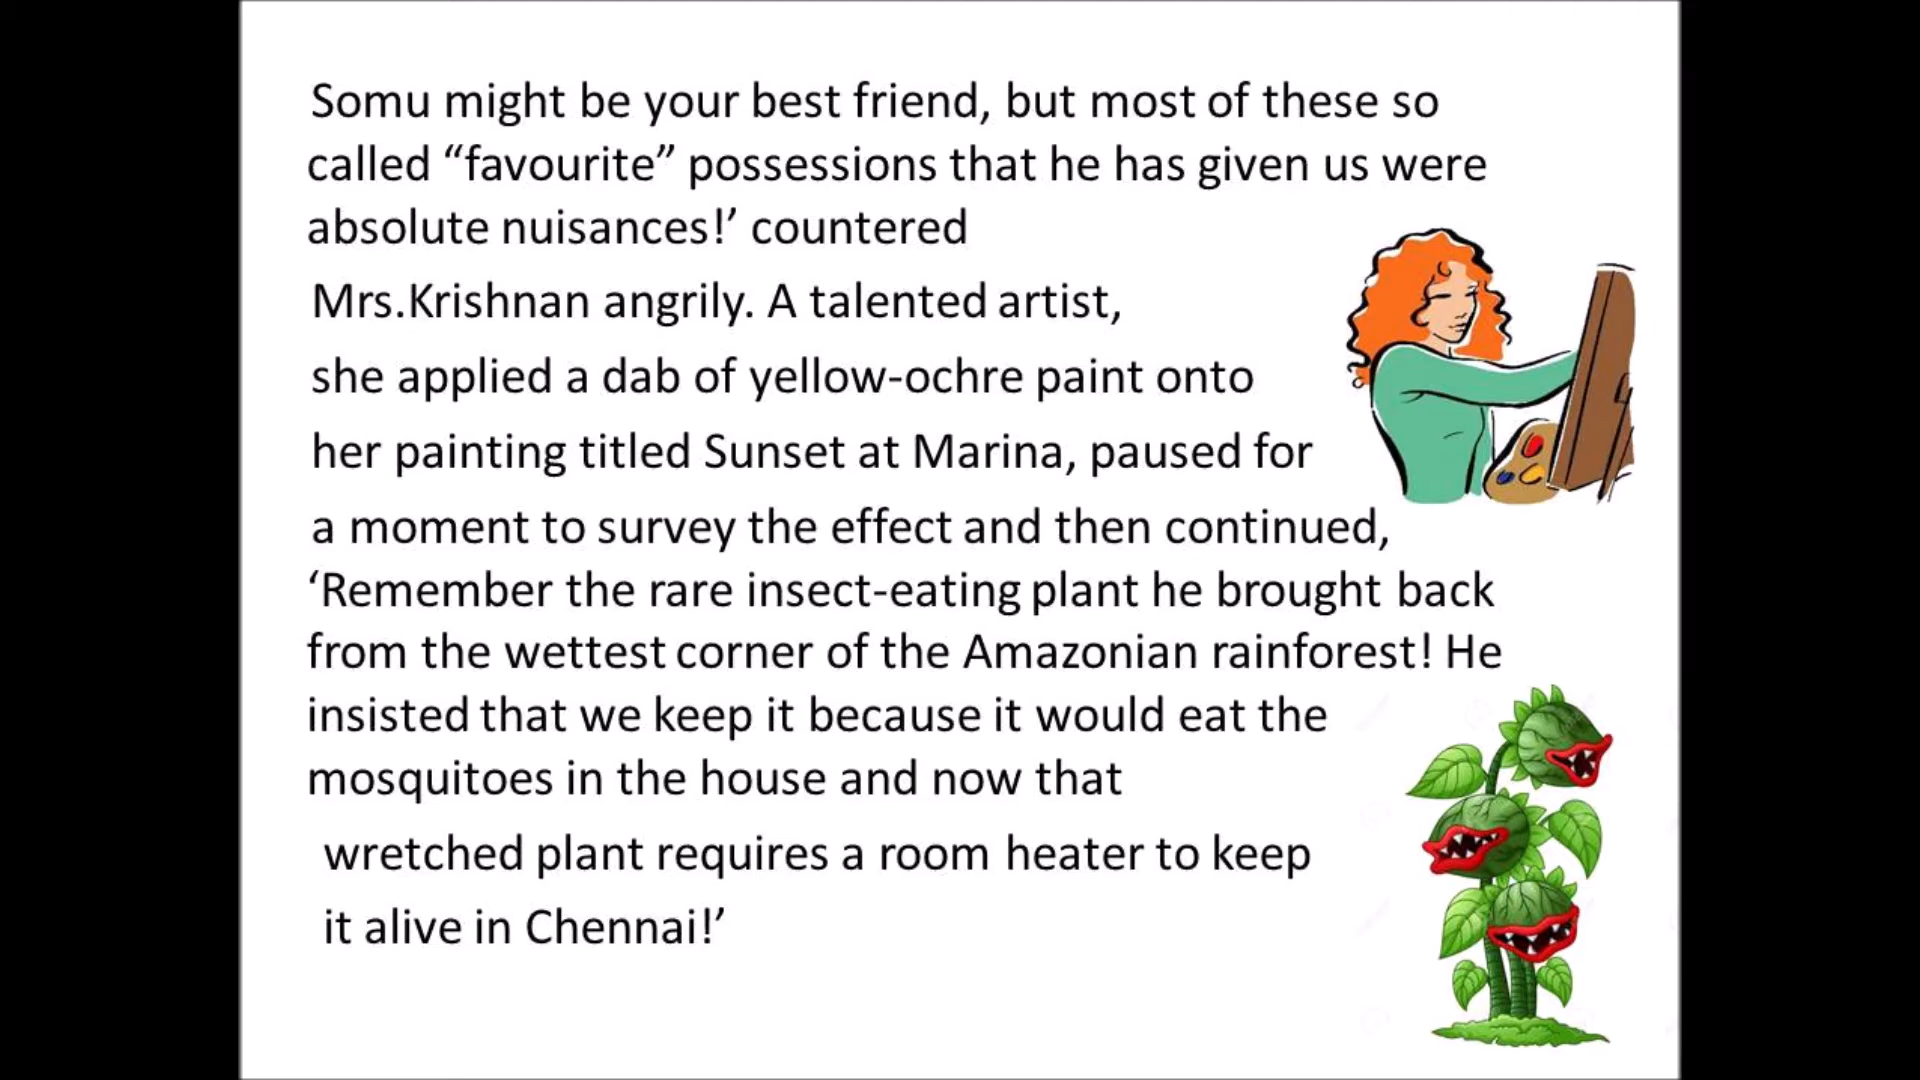 Somu might be your best friend, but most of these so
called “favourite” possessions that he has given us were
absolute nuisances!’ countered
Mrs.Krishnan angrily. A talented artist,
she applied a dab of yellow-ochre paint onto
her painting titled Sunset at Marina, paused for
a moment to survey the effect and then continued,
‘Remember the rare insect-eating plant he brought back
from the wettest corner of the Amazonian rainforest! He
insisted that we keep it because it would eat the
mosquitoes in the house and now that
wretched plant requires a room heater to keep
it alive in Chennai!’